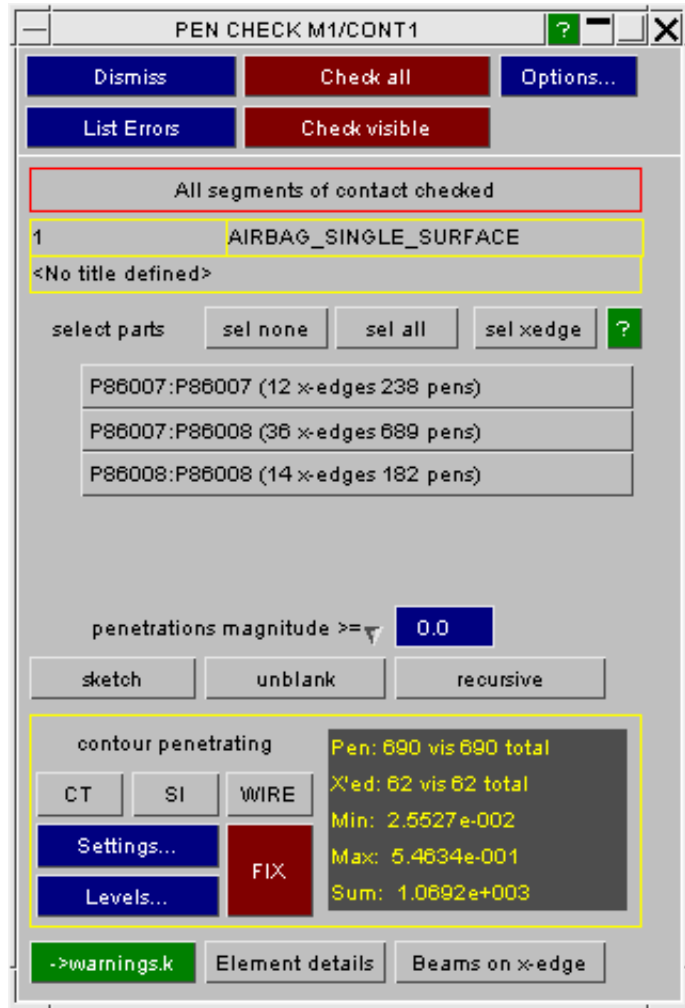 PEN CHECK M1/CONT1 ?
Dismiss Check all Options...
List Errors Check visible
All segments of contact checked
1 AIRBAG_SINGLE_SURFACE
<No title defined>
select parts sel none sel all sel xedge ?
P86007:P86007 (12 x-edges 238 pens)
P86007:P86008 (36 x-edges 689 pens)
P86008:P86008 (14 x-edges 182 pens)
penetrations magnitude >= 0.0
sketch unblank recursive
contour penetrating
CT SI WIRE
Settings...
FIX
Levels...
Pen: 690 vis 690 total
X'ed: 62 vis 62 total
Min: 2.5527e-002
Max: 5.4634e-001
Sum: 1.0692e+003
->warnings.k Element details Beams on x-edge